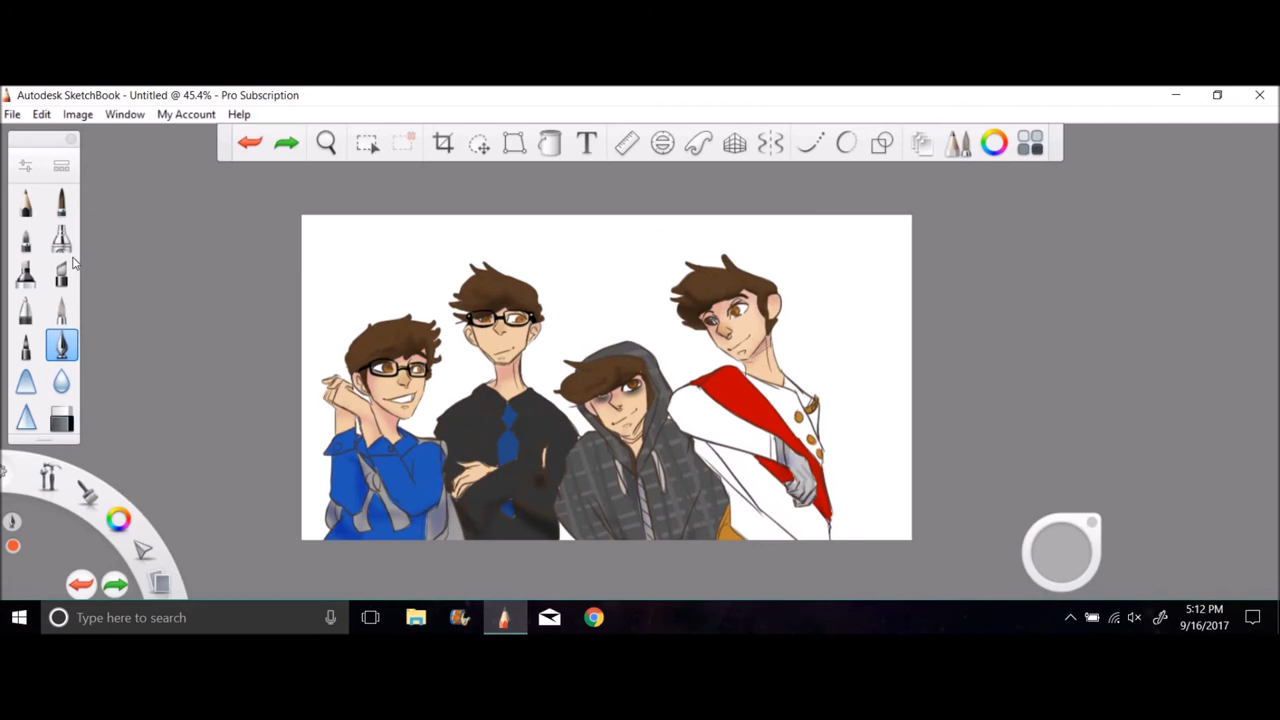 Autodesk SketchBook - Untitled @ 45.4% - Pro Subscription
File Edit Image Window My Account Help
T
Type here to search
5:12 PM
9/16/2017